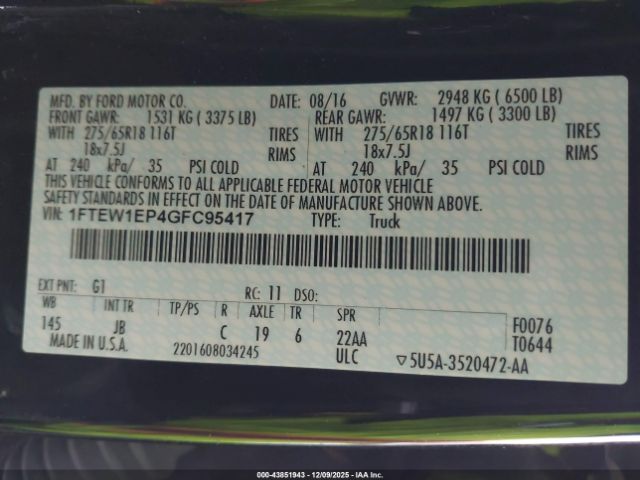 MFD. BY FORD MOTOR CO. DATE: 08/16 GVWR: 2948 KG ( 6500 LB)
FRONT GAWR: 1531 KG ( 3375 LB) REAR GAWR: 1497 KG ( 3300 LB)
WITH 275/65R18 116T TIRES WITH 275/65R18 116T TIRES
18x7.5J RIMS 18x7.5J RIMS
AT 240 kPa/ 35 PSI COLD AT 240 kPa/ 35 PSI COLD
THIS VEHICLE CONFORMS TO ALL APPLICABLE FEDERAL MOTOR VEHICLE
SAFETY STANDARDS IN EFFECT ON THE DATE OF MANUFACTURE SHOWN ABOVE.
VIN: 1FTEW1EP4GFC95417 TYPE: Truck
EXT PNT: G1 RC: 11 DSO:
WB INT TR TP/PS R AXLE TR SPR
145 JB C 19 6 22AA F0076
MADE IN U.S.A. 2201608034245 ULC T0644
▽5U5A-3520472-AA
000-43851943 - 12/09/2025 - IAA Inc.